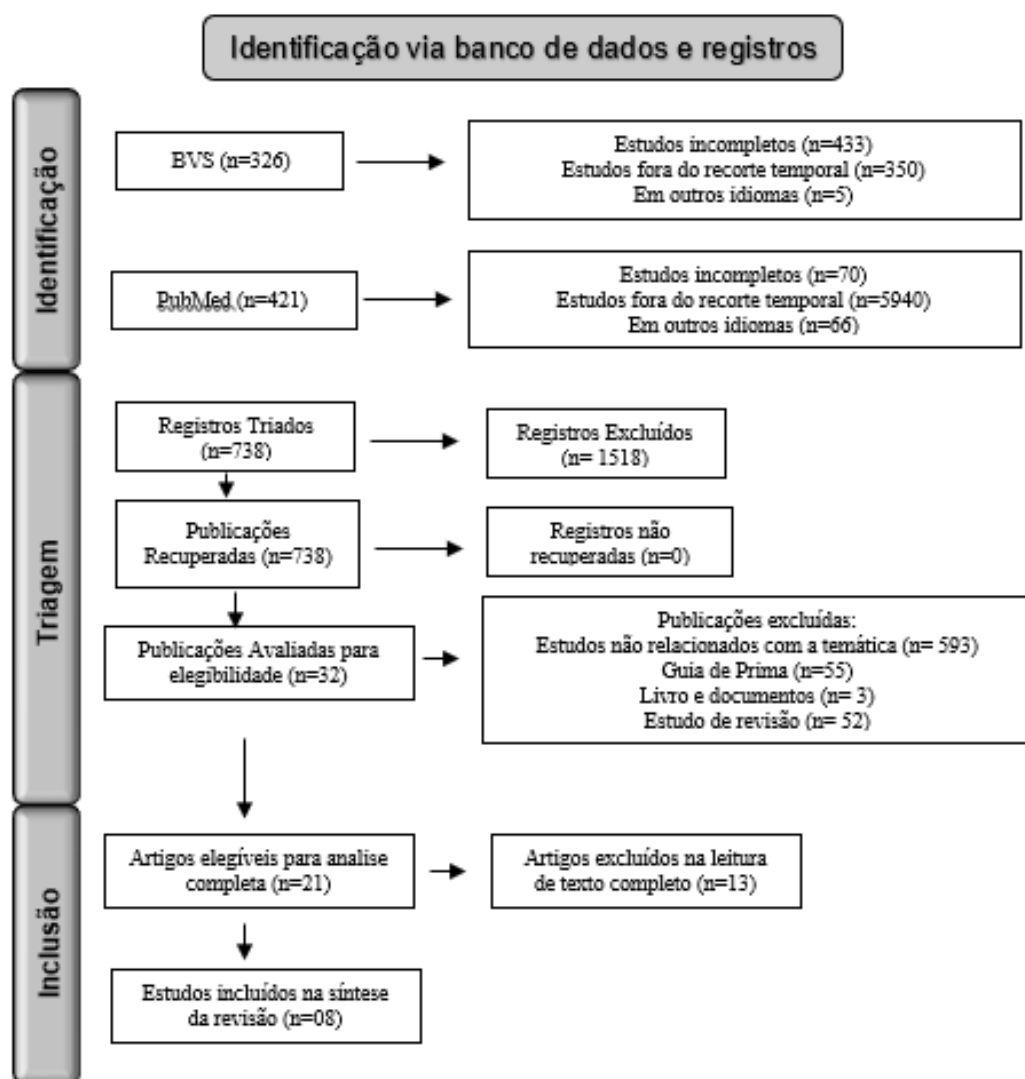 Identificação via banco de dados e registros
Identificação
BVS (n=326)
Estudos incompletos (n=433)
Estudos fora do recorte temporal (n=350)
Em outros idiomas (n=5)
PubMed (n=421)
Estudos incompletos (n=70)
Estudos fora do recorte temporal (n=5940)
Em outros idiomas (n=66)
Triagem
Registros Triados
(n=738)
Registros Excluídos
(n= 1518)
Publicações
Recuperadas (n=738)
Registros não
recuperadas (n=0)
Publicações Avaliadas para
elegibilidade (n=32)
Publicações excluídas:
Estudos não relacionados com a temática (n= 593)
Guia de Prima (n=55)
Livro e documentos (n= 3)
Estudo de revisão (n= 52)
Inclusão
Artigos elegíveis para analise
completa (n=21)
Artigos excluídos na leitura
de texto completo (n=13)
Estudos incluídos na síntese
da revisão (n=08)